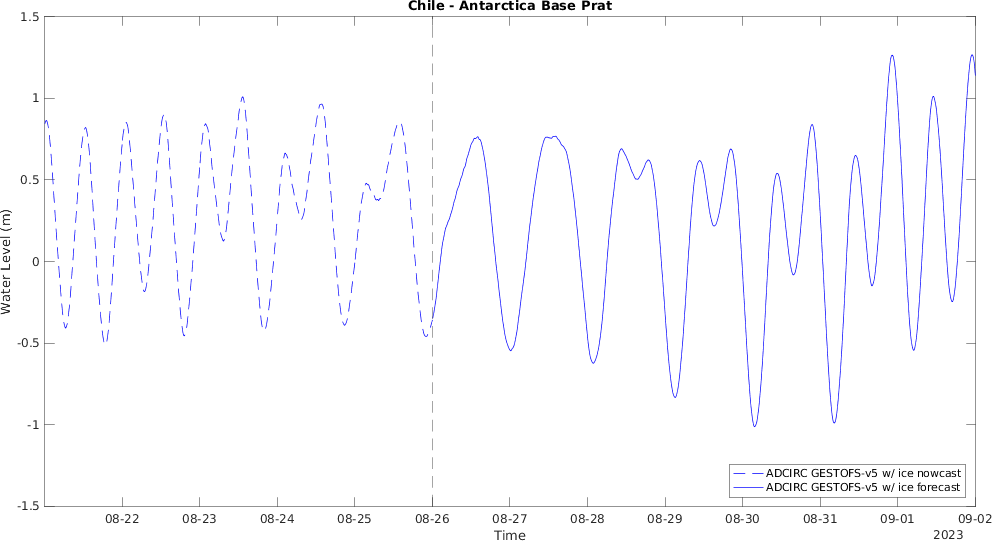 Chile - Antarctica Base Prat
1.5
1
0.5
0
-0.5
-1
-1.5
Water Level (m)
ADCIRC GESTOFS-v5 w/ ice nowcast
ADCIRC GESTOFS-v5 w/ ice forecast
08-22 08-23 08-24 08-25 08-26 08-27 08-28 08-29 08-30 08-31 09-01 09-02
Time
2023